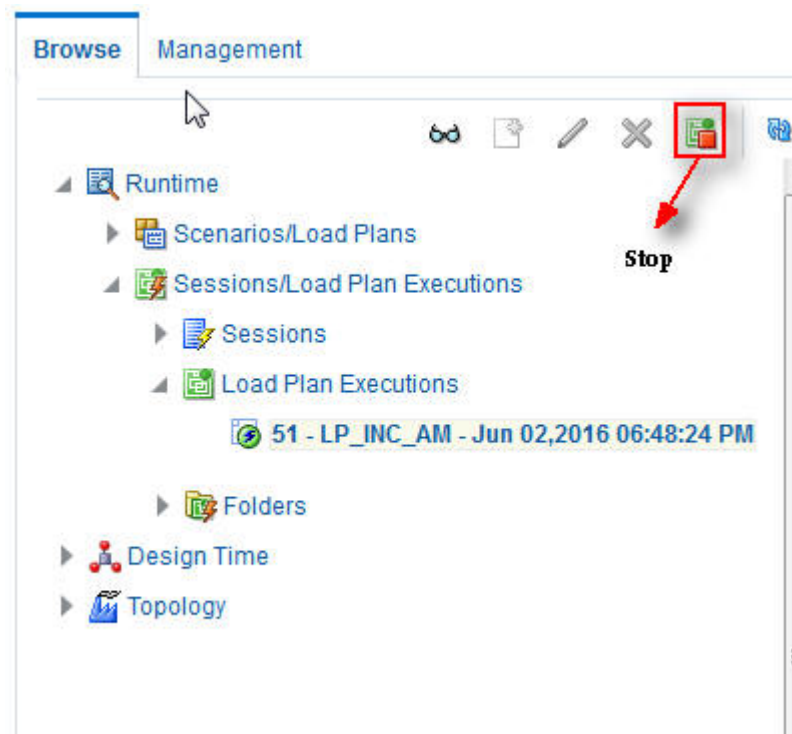 Browse Management
Runtime
Scenarios/Load Plans
Stop
Sessions/Load Plan Executions
Sessions
Load Plan Executions
51 - LP_INC_AM - Jun 02,2016 06:48:24 PM
Folders
Design Time
Topology